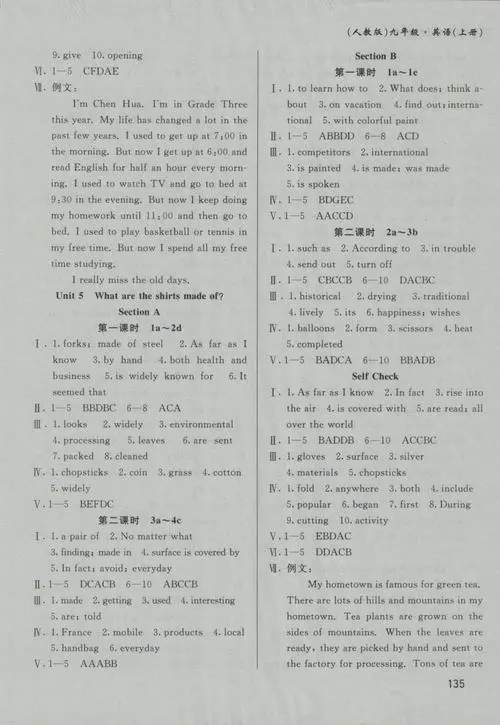 (人教版)九年级·英语(上册)
9. give 10. opening
Ⅵ. 1—5 CFDAE
Ⅶ. 例文:
I'm Chen Hua. I'm in Grade Three
this year. My life has changed a lot in the
past few years. I used to get up at 7:00 in
the morning. But now I get up at 6:00 and
read English for half an hour every morn-
ing. I used to watch TV and go to bed at
9:30 in the evening. But now I keep doing
my homework until 11:00 and then go to
bed. I used to play basketball or tennis in
my free time. But now I spend all my free
time studying.
I really miss the old days.
Unit 5 What are the shirts made of?
Section A
第一课时 1a~2d
Ⅰ. 1. forks; made of steel 2. As far as I
know 3. by hand 4. both health and
business 5. is widely known for 6. It
seemed that
Ⅱ. 1—5 BBDBC 6—8 ACA
Ⅲ. 1. looks 2. widely 3. environmental
4. processing 5. leaves 6. are sent
7. packed 8. cleaned
Ⅳ. 1. chopsticks 2. coin 3. grass 4. cotton
5. widely
Ⅴ. 1—5 BEFDC
第二课时 3a~4c
Ⅰ. 1. a pair of 2. No matter what
3. finding; made in 4. surface is covered by
5. In fact; avoid; everyday
Ⅱ. 1—5 DCACB 6—10 ABCCB
Ⅲ. 1. made 2. getting 3. used 4. interesting
5. are; told
Ⅳ. 1. France 2. mobile 3. products 4. local
5. handbag 6. everyday
Ⅴ. 1—5 AAABB
Section B
第一课时 1a~1e
Ⅰ. 1. to learn how to 2. What does; think a-
bout 3. on vacation 4. find out; interna-
tional 5. with colorful paint
Ⅱ. 1—5 ABBDD 6—8 ACD
Ⅲ. 1. competitors 2. international
3. is painted 4. is made; was made
5. is spoken
Ⅳ. 1—5 BDGEC
Ⅴ. 1—5 AACCD
第二课时 2a~3b
Ⅰ. 1. such as 2. According to 3. in trouble
4. send out 5. turn off
Ⅱ. 1—5 CBCCB 6—10 DACBC
Ⅲ. 1. historical 2. drying 3. traditional
4. lively 5. its 6. happiness; wishes
Ⅳ. 1. balloons 2. form 3. scissors 4. heat
5. completed
Ⅴ. 1—5 BADCA 6—10 BBADB
Self Check
Ⅰ. 1. As far as I know 2. In fact 3. rise into
the air 4. is covered with 5. are read; all
over the world
Ⅱ. 1—5 BADDB 6—10 ACCBC
Ⅲ. 1. gloves 2. surface 3. silver
4. materials 5. chopsticks
Ⅳ. 1. fold 2. anywhere 3. both 4. include
5. popular 6. began 7. first 8. During
9. cutting 10. activity
Ⅴ. 1—5 EBDAC
Ⅵ. 1—5 DDACB
Ⅶ. 例文:
My hometown is famous for green tea.
There are lots of hills and mountains in my
hometown. Tea plants are grown on the
sides of mountains. When the leaves are
ready, they are picked by hand and sent to
the factory for processing. Tons of tea are
135